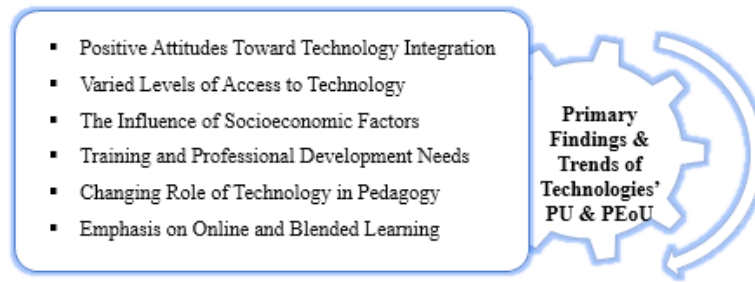 ▪ Positive Attitudes Toward Technology Integration
▪ Varied Levels of Access to Technology
▪ The Influence of Socioeconomic Factors
▪ Training and Professional Development Needs
▪ Changing Role of Technology in Pedagogy
▪ Emphasis on Online and Blended Learning
Primary
Findings &
Trends of
Technologies’
PU & PEoU